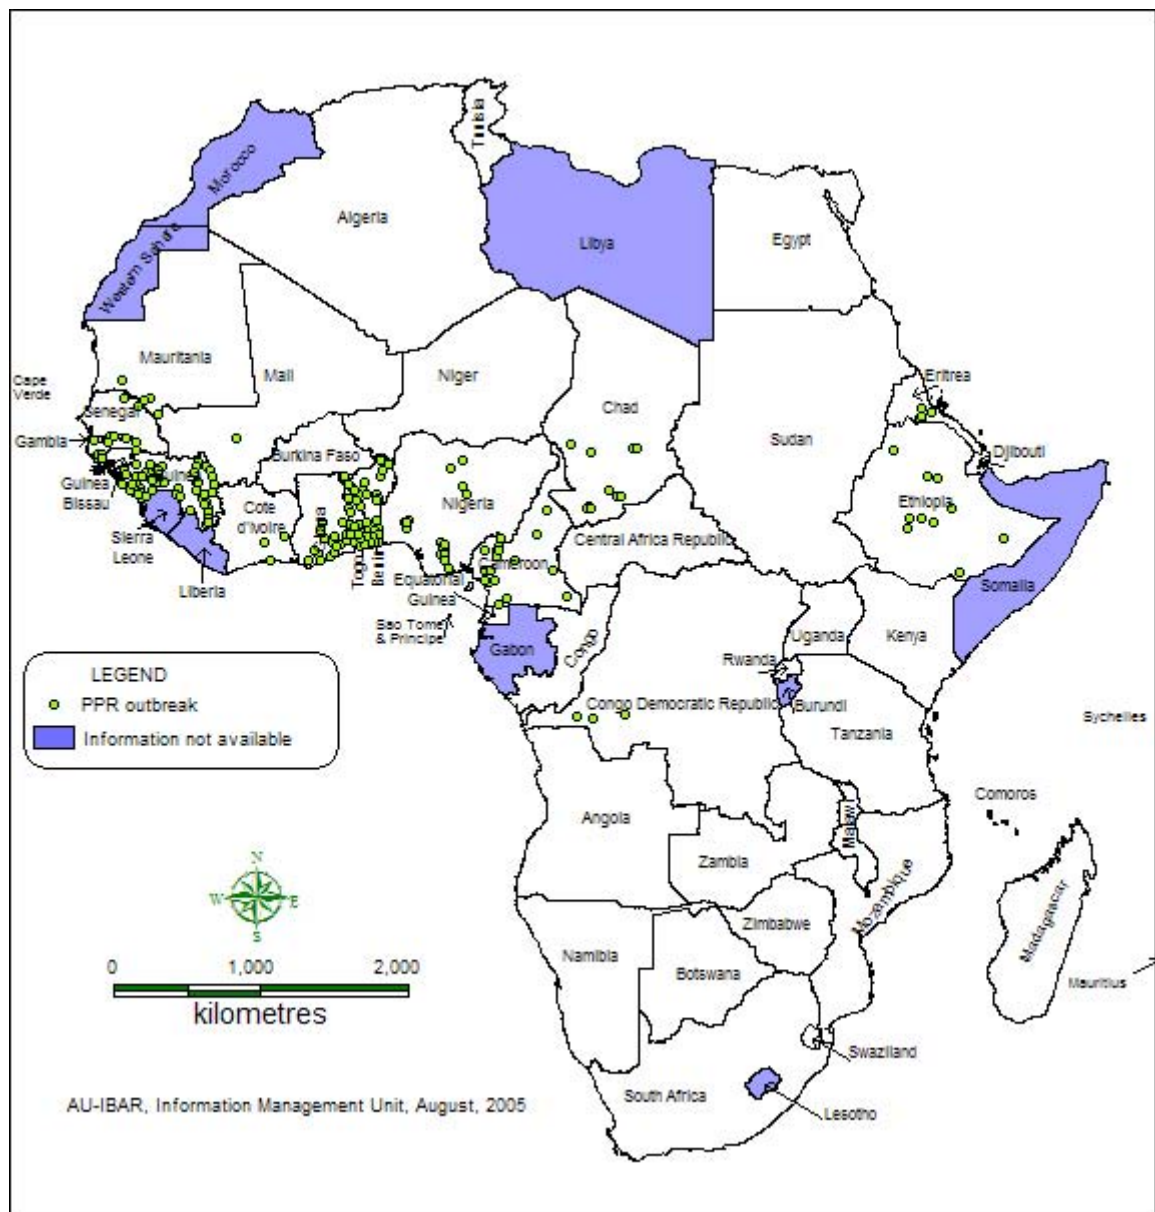 Tunisia
Morocco
Algeria
Libya
Egypt
Western Sahara
Mauritania
Mali
Niger
Chad
Sudan
Eritrea
Cape
Verde
Senegal
Gambia
Djibouti
Burkina Faso
Guinea
Guinea
Bissau
Nigeria
Ethiopia
Cote
d'Ivoire
Sierra
Leone
Togo
Benin
Central Africa Republic
Cameroon
Liberia
Equatorial
Guinea
Somalia
Sao Tome
& Principe
Gabon
Congo
Uganda
Kenya
Rwanda
LEGEND
PPR outbreak
Information not available
Congo Democratic Republic
Burundi
Tanzania
Sychelles
Comoros
Angola
Malawi
Zambia
Mozambique
Madagascar
N
W
E
S
Zimbabwe
Namibia
Botswana
Mauritius
0 1,000 2,000
kilometres
Swaziland
South Africa
Lesotho
AU-IBAR, Information Management Unit, August, 2005